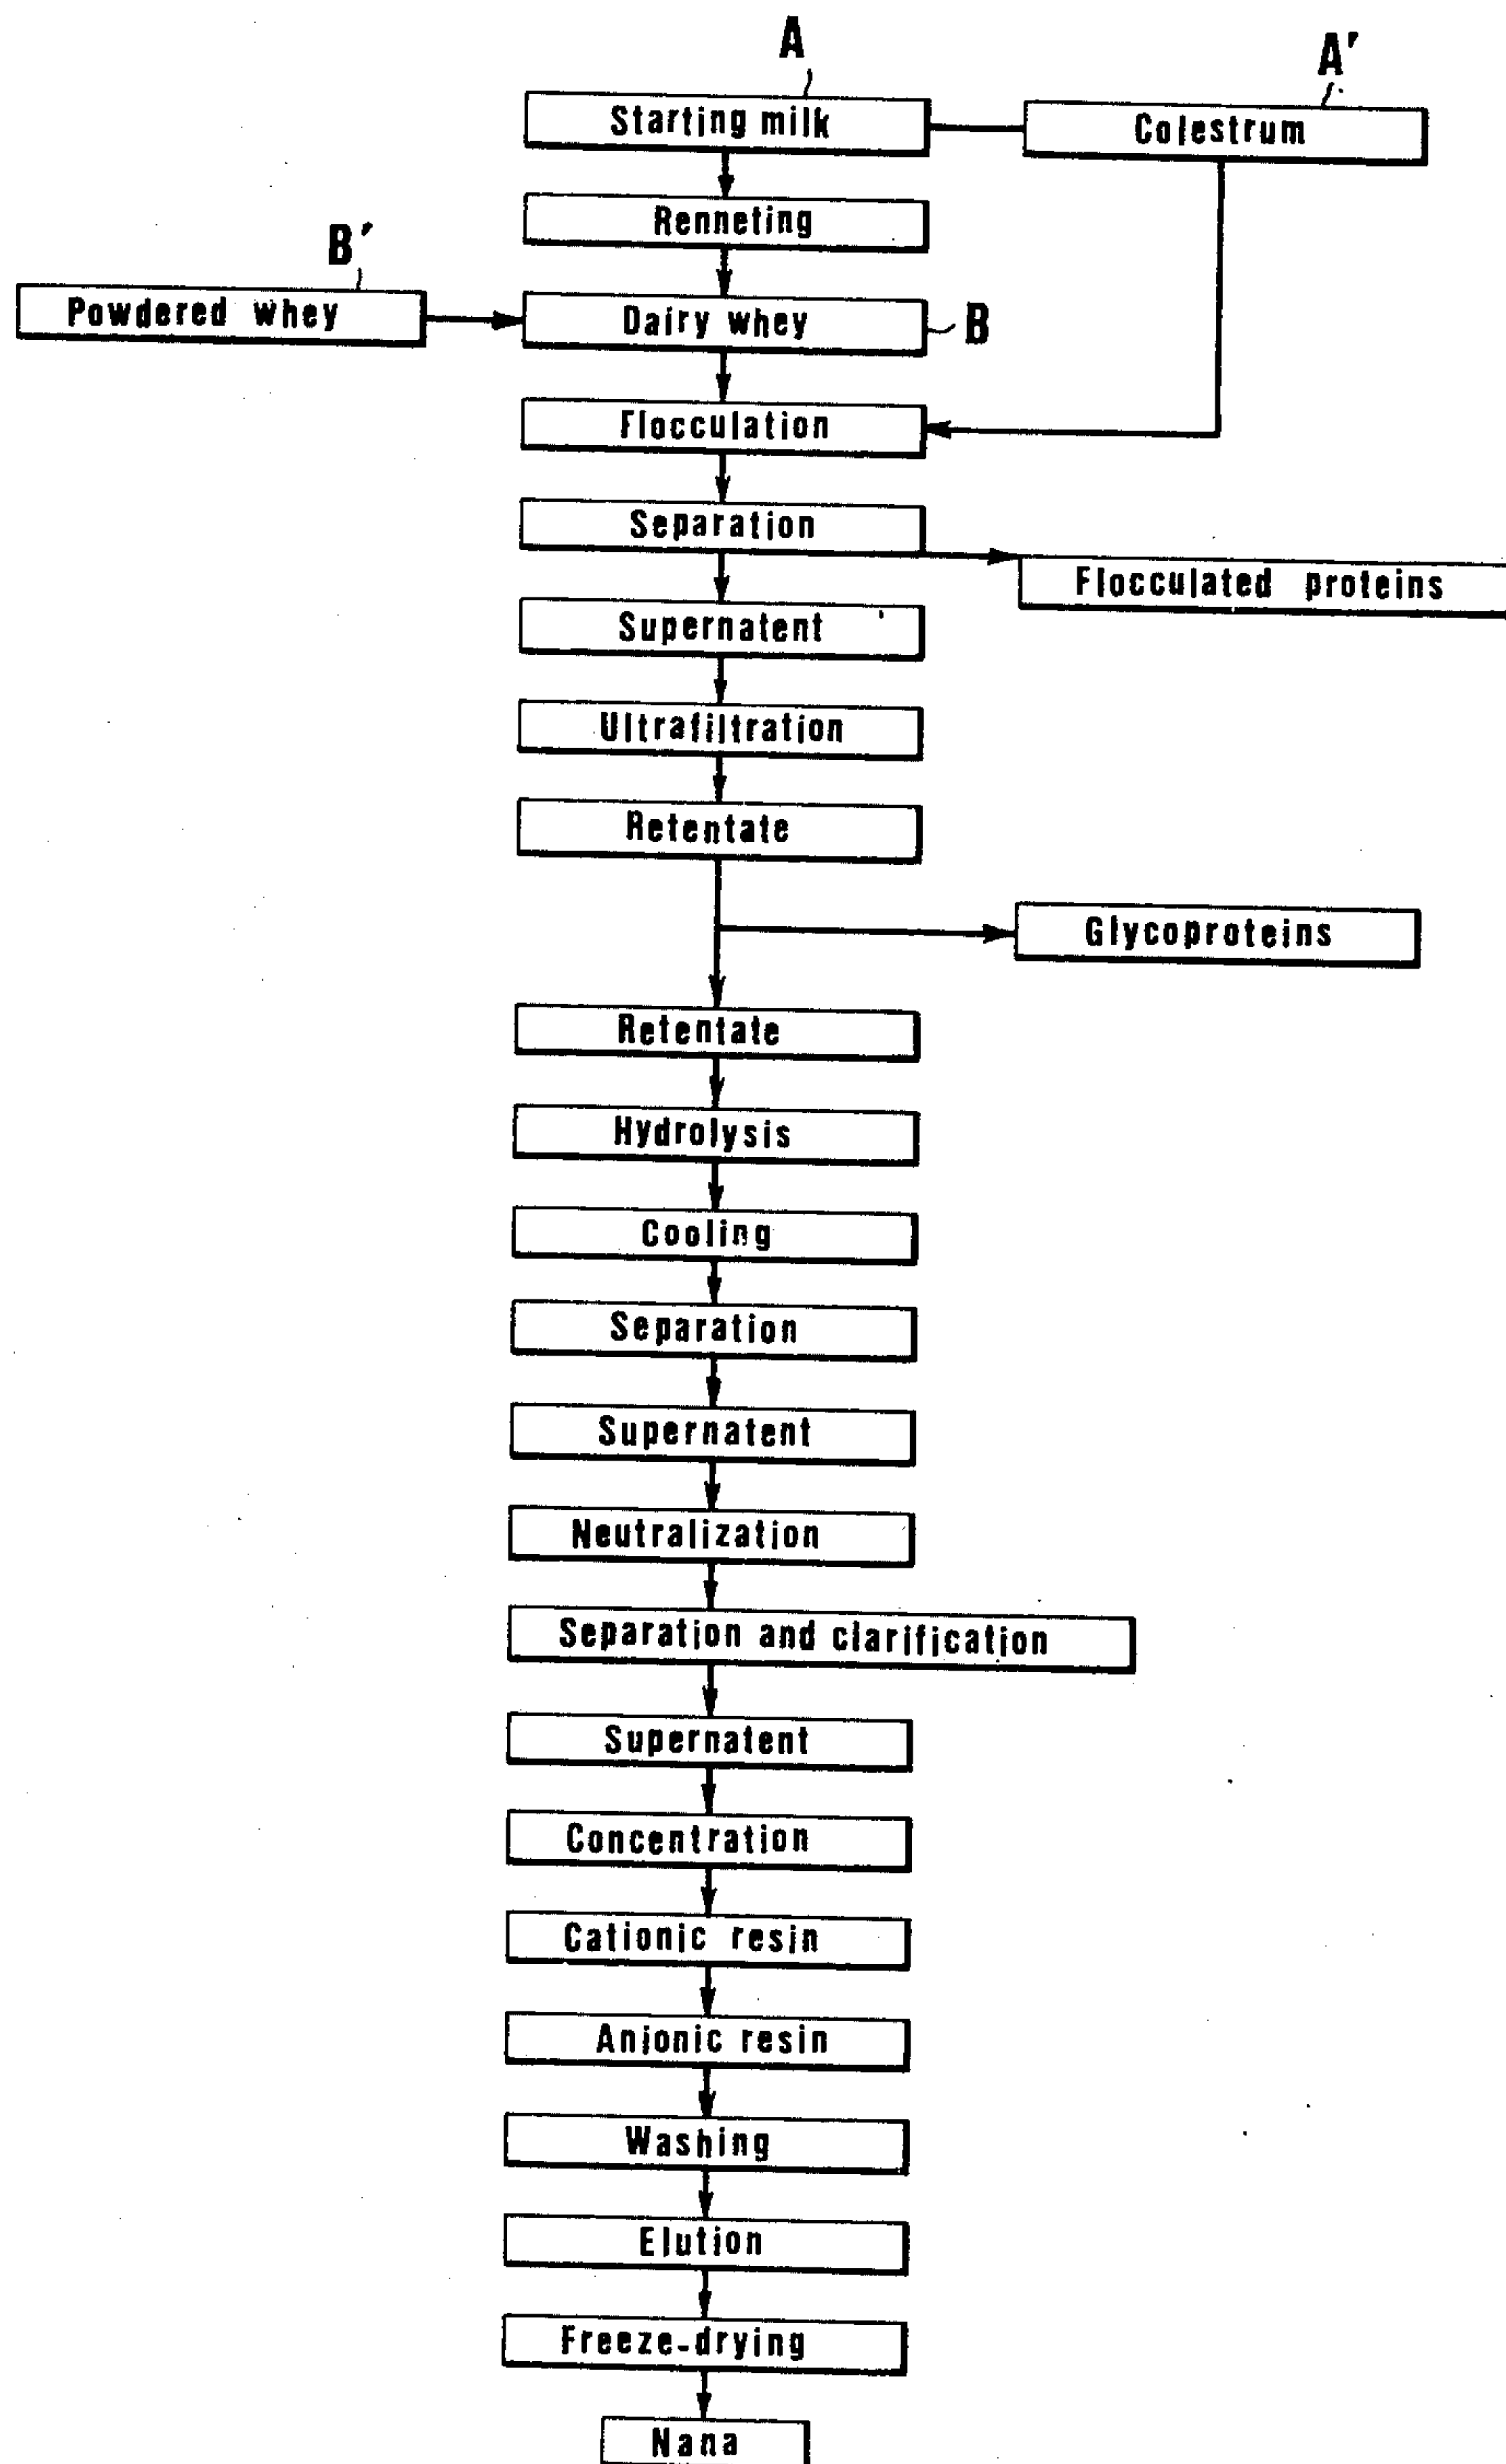 A
A'
Starting milk
Colestrum
Renneting
B'
Powdered whey
Dairy whey
B
Flocculation
Separation
Flocculated proteins
Supernatent
Ultrafiltration
Retentate
Glycoproteins
Retentate
Hydrolysis
Cooling
Separation
Supernatent
Neutralization
Separation and clarification
Supernatent
Concentration
Cationic resin
Anionic resin
Washing
Elution
Freeze-drying
Nana